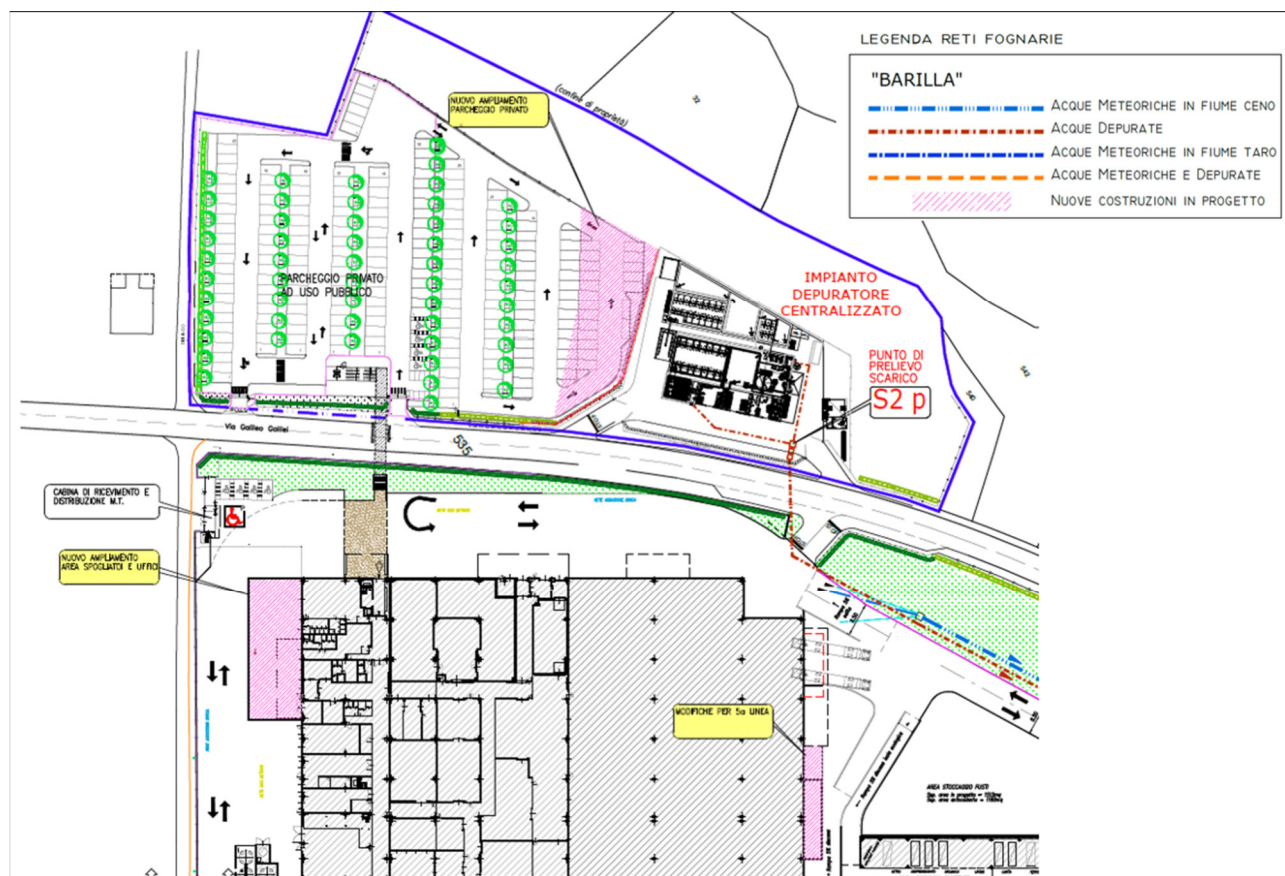 LEGENDA RETI FOGNARIE
"BARILLA"
ACQUE METEORICHE IN FIUME CENO
ACQUE DEPURATE
ACQUE METEORICHE IN FIUME TARO
ACQUE METEORICHE E DEPURATE
NUOVE COSTRUZIONI IN PROGETTO
NUOVO AMPLIAMENTO
PARCHEGGIO PRIVATO
(confine di proprietà)
32
PARCHEGGIO PRIVATO
AD USO PUBBLICO
IMPIANTO
DEPURATORE
CENTRALIZZATO
PUNTO DI
PRELIEVO
SCARICO
S2 p
542
540
Via Galileo Galilei
535
CABINA DI RICEVIMENTO E
DISTRIBUZIONE M.T.
NUOVO AMPLIAMENTO
AREA SPOGLIATOI E UFFICI
MODIFICHE PER 5a LINEA
AREA STOCCAGGIO FUSTI